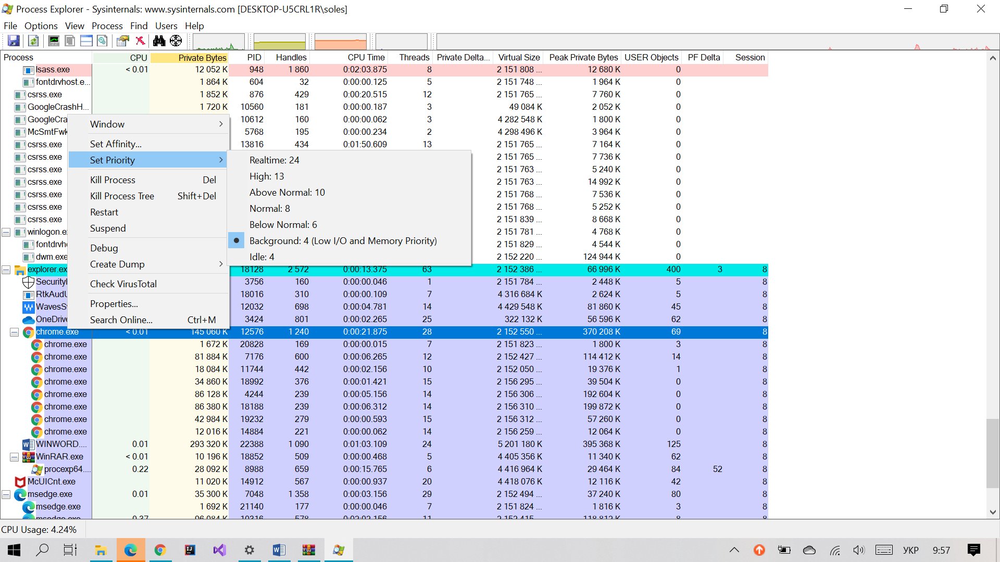 Process Explorer - Sysinternals: www.sysinternals.com [DESKTOP-U5CRL1R\soles]
File Options View Process Find Users Help
Process CPU Private Bytes PID Handles CPU Time Threads Private Delta... Virtual Size Peak Private Bytes USER Objects PF Delta Session
lsass.exe < 0.01 12 052 K 948 1 860 0:02:03.875 8 2 151 808 ... 12 680 K 0
fontdrvhost.e... 1 864 K 604 32 0:00:00.125 5 2 151 748 ... 1 964 K 0
csrss.exe 1 852 K 876 429 0:00:20.515 12 2 151 765 ... 7 760 K 0
GoogleCrashH... 1 720 K 10560 181 0:00:00.187 3 49 084 K 2 052 K 0
GoogleCra 10612 160 0:00:00.062 3 4 282 548 K 1 800 K 0
McSmtFwk 5768 195 0:00:00.234 2 4 298 496 K 3 964 K 0
csrss.exe 13816 434 0:01:50.609 13 2 151 765 ... 7 164 K 0
csrss.exe 2 151 765 ... 7 736 K 0
csrss.exe 2 151 763 ... 5 240 K 0
csrss.exe 2 151 763 ... 14 992 K 0
csrss.exe 2 151 768 ... 7 536 K 0
csrss.exe 2 151 768 ... 5 252 K 0
csrss.exe 2 151 839 ... 8 668 K 0
winlogon.ex 2 151 781 ... 4 768 K 0
fontdrvho 2 151 829 ... 4 544 K 0
dwm.exe 2 152 220 ... 124 944 K 0
explorer.exe 18128 2 572 0:00:13.375 63 2 152 386 ... 66 996 K 400 3 8
SecurityH 3756 160 0:00:00.046 1 2 151 784 ... 2 448 K 5 8
RtkAudU 18016 310 0:00:00.109 7 4 316 684 K 2 624 K 5 8
WavesSv 12032 698 0:00:04.781 14 4 429 548 K 81 860 K 45 8
OneDrive 3424 801 0:00:02.265 25 322 132 K 56 596 K 62 8
chrome.exe < 0.01 145 060 K 12576 1 240 0:00:21.875 28 2 152 550 ... 370 208 K 69 8
chrome.exe 1 672 K 20828 169 0:00:00.015 7 2 151 823 ... 1 800 K 3 8
chrome.exe 81 884 K 7176 600 0:00:06.265 12 2 152 427 ... 114 412 K 14 8
chrome.exe 18 084 K 11744 442 0:00:02.156 10 2 152 050 ... 19 376 K 1 8
chrome.exe 34 860 K 18992 376 0:00:01.421 15 2 156 295 ... 39 504 K 0 8
chrome.exe 86 128 K 4244 239 0:00:05.156 14 2 156 306 ... 192 604 K 0 8
chrome.exe 86 380 K 18188 239 0:00:06.312 14 2 156 310 ... 199 872 K 0 8
chrome.exe 42 984 K 19232 279 0:00:00.593 15 2 156 312 ... 57 260 K 0 8
chrome.exe 12 016 K 14884 221 0:00:00.062 14 2 156 259 ... 12 064 K 0 8
WINWORD.... 0.01 293 320 K 22388 1 090 0:01:03.109 24 5 201 180 K 395 368 K 125 8
WinRAR.exe < 0.01 10 196 K 18852 509 0:00:00.468 5 4 405 356 K 11 340 K 62 8
procexp64.... 0.22 28 092 K 8988 659 0:00:15.765 6 4 416 964 K 29 464 K 84 52 8
McUICnt.exe 11 020 K 14912 567 0:00:00.937 20 4 418 076 K 12 116 K 42 8
msedge.exe 0.01 35 300 K 7048 1 358 0:00:03.156 29 2 152 494 ... 37 240 K 80 8
msedge.exe 1 692 K 21140 177 0:00:00.046 7 2 151 824 ... 1 816 K 3 8
msedge.exe 0.37 96 084 K 10316 578 0:02:02.156 11 2 152 415 ... 118 812 K 8 8
Window
Set Affinity...
Set Priority
Kill Process Del
Kill Process Tree Shift+Del
Restart
Suspend
Debug
Create Dump
Check VirusTotal
Properties...
Search Online... Ctrl+M
Realtime: 24
High: 13
Above Normal: 10
Normal: 8
Below Normal: 6
Background: 4 (Low I/O and Memory Priority)
Idle: 4
CPU Usage: 4.24%
УКР 9:57